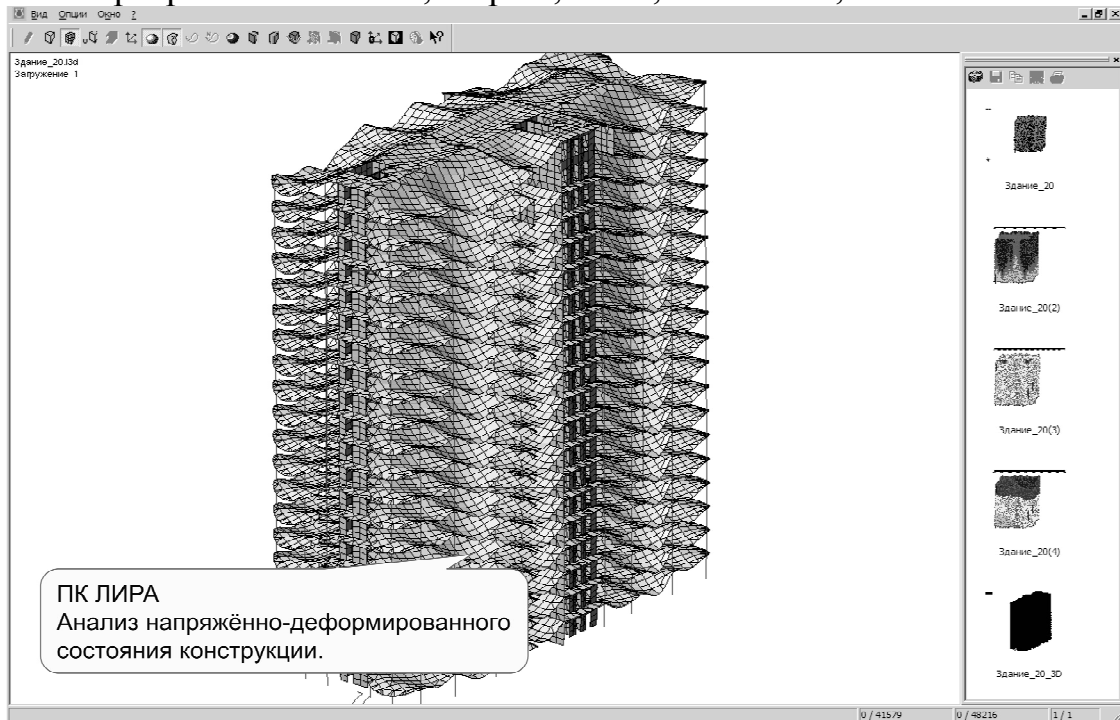 Вид Опции Окно ?
Здание_20.l3d
Загружение 1
Здание_20
Здание_20(2)
Здание_20(3)
Здание_20(4)
Здание_20_3D
ПК ЛИРА
Анализ напряжённо-деформированного
состояния конструкции.
0 / 41579 0 / 48216 1 / 1